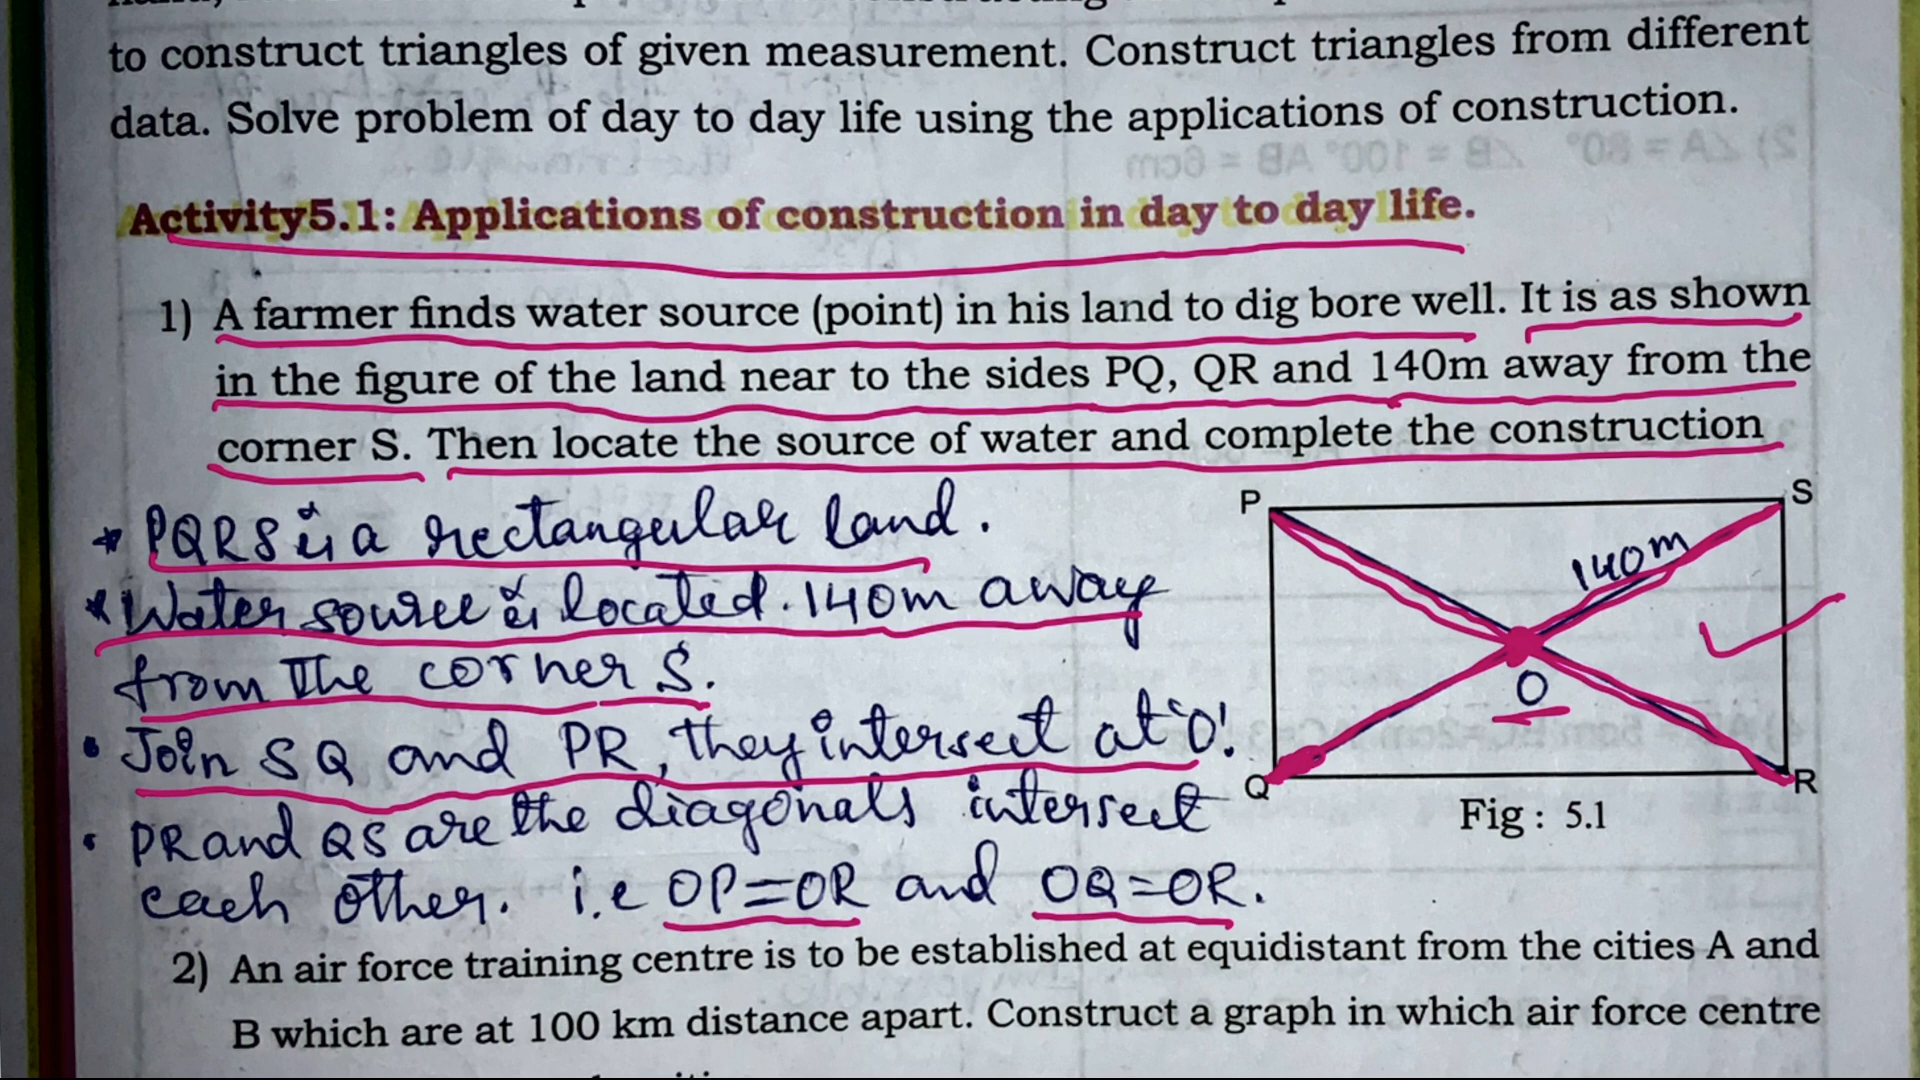 to construct triangles of given measurement. Construct triangles from different
data. Solve problem of day to day life using the applications of construction.
Activity5.1: Applications of construction in day to day life.
1) A farmer finds water source (point) in his land to dig bore well. It is as shown
in the figure of the land near to the sides PQ, QR and 140m away from the
corner S. Then locate the source of water and complete the construction
* PQRS is a rectangular land.
* Water source is located. 140m away
from the corner S.
• Join SQ and PR, they intersect at 'O'.
• PR and QS are the diagonals intersect
each other. i.e OP=OR and OQ=OR.
P
S
140m
O
Q
R
Fig : 5.1
2) An air force training centre is to be established at equidistant from the cities A and
B which are at 100 km distance apart. Construct a graph in which air force centre